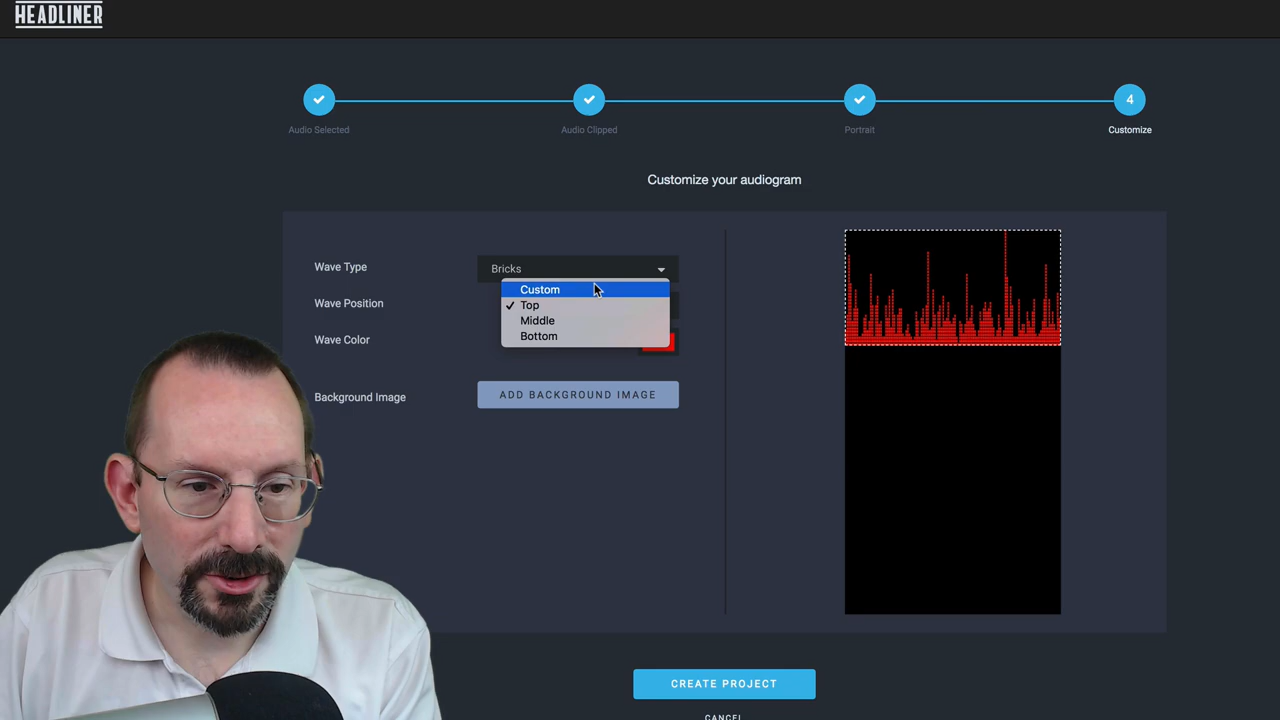 HEADLINER
4
Audio Selected
Audio Clipped
Portrait
Customize
Customize your audiogram
Wave Type
Bricks
Custom
Wave Position
Top
Middle
Wave Color
Bottom
Background Image
ADD BACKGROUND IMAGE
CREATE PROJECT
CANCEL